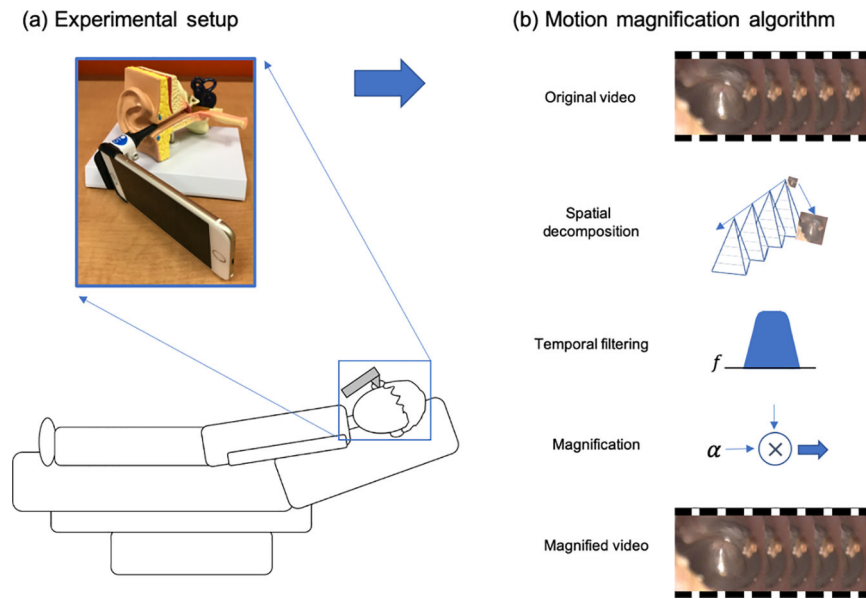 (a) Experimental setup
(b) Motion magnification algorithm
Original video
Spatial
decomposition
Temporal filtering
f
Magnification
α
Magnified video